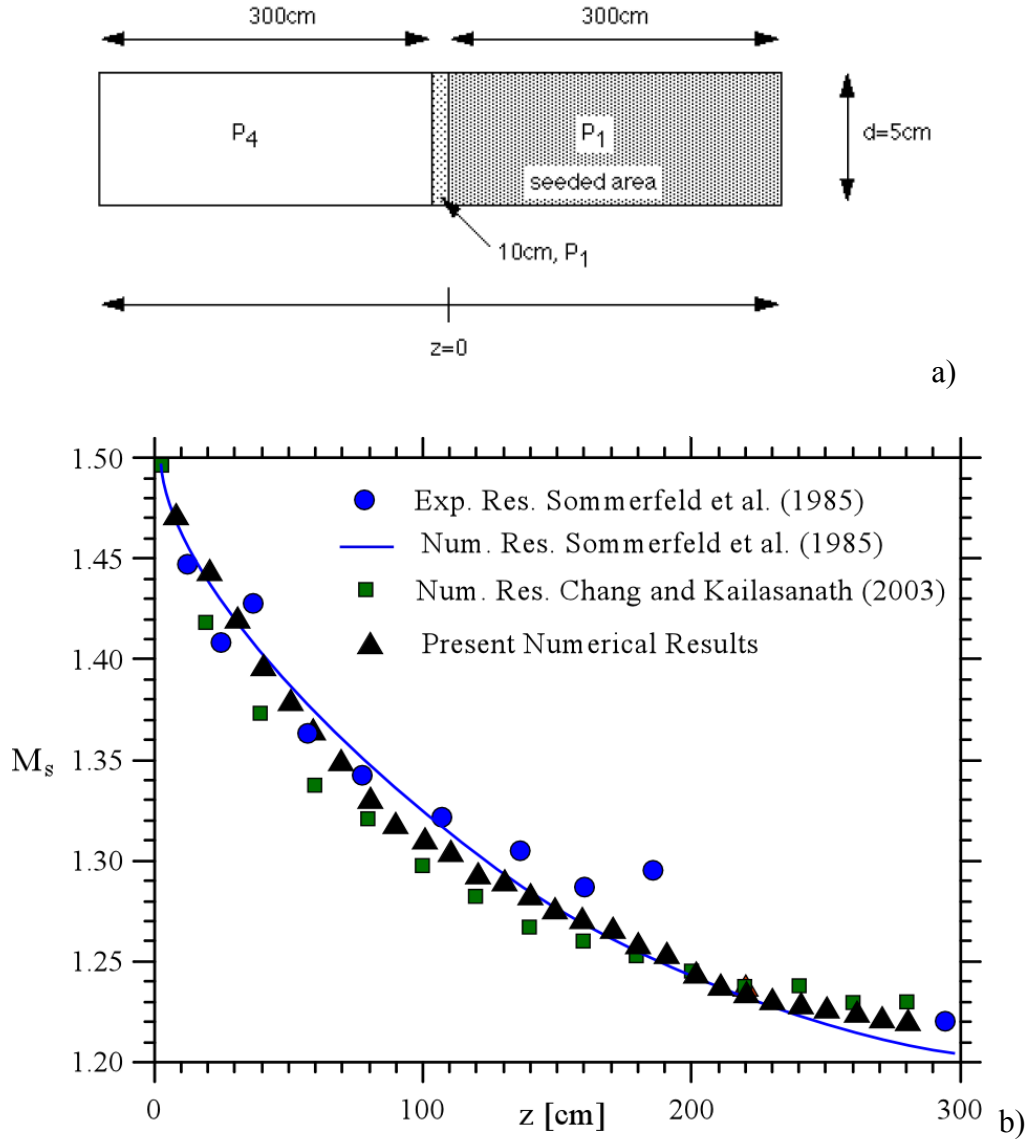 300cm
300cm
P4
P1
seeded area
d=5cm
10cm, P1
z=0
a)
1.50
1.45
1.40
1.35
1.30
1.25
1.20
Ms
Exp. Res. Sommerfeld et al. (1985)
Num. Res. Sommerfeld et al. (1985)
Num. Res. Chang and Kailasanath (2003)
Present Numerical Results
0
100
200
300
z [cm]
b)